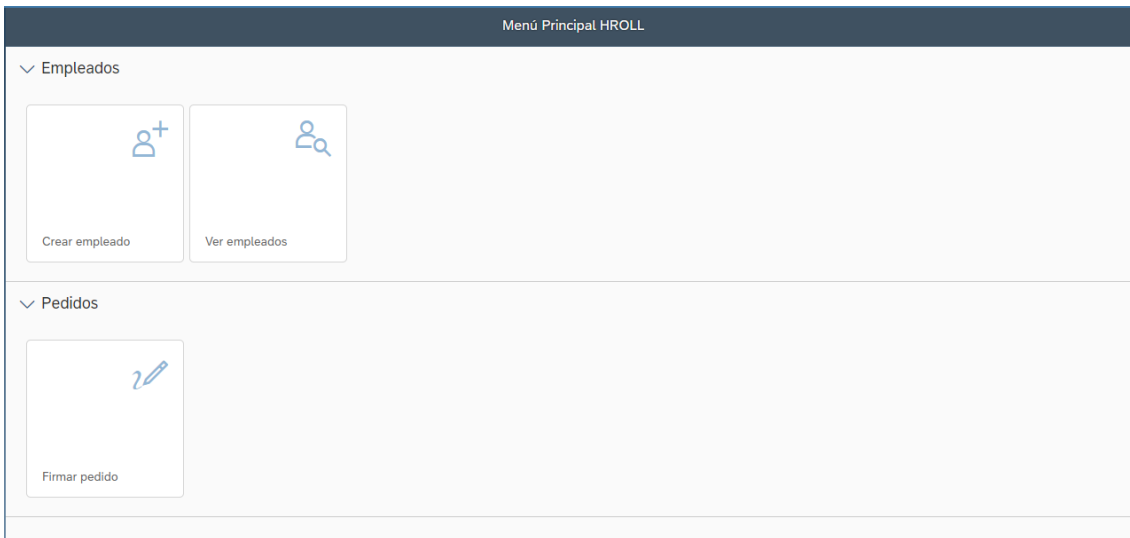 Menú Principal HROLL
Empleados
Crear empleado
Ver empleados
Pedidos
Firmar pedido